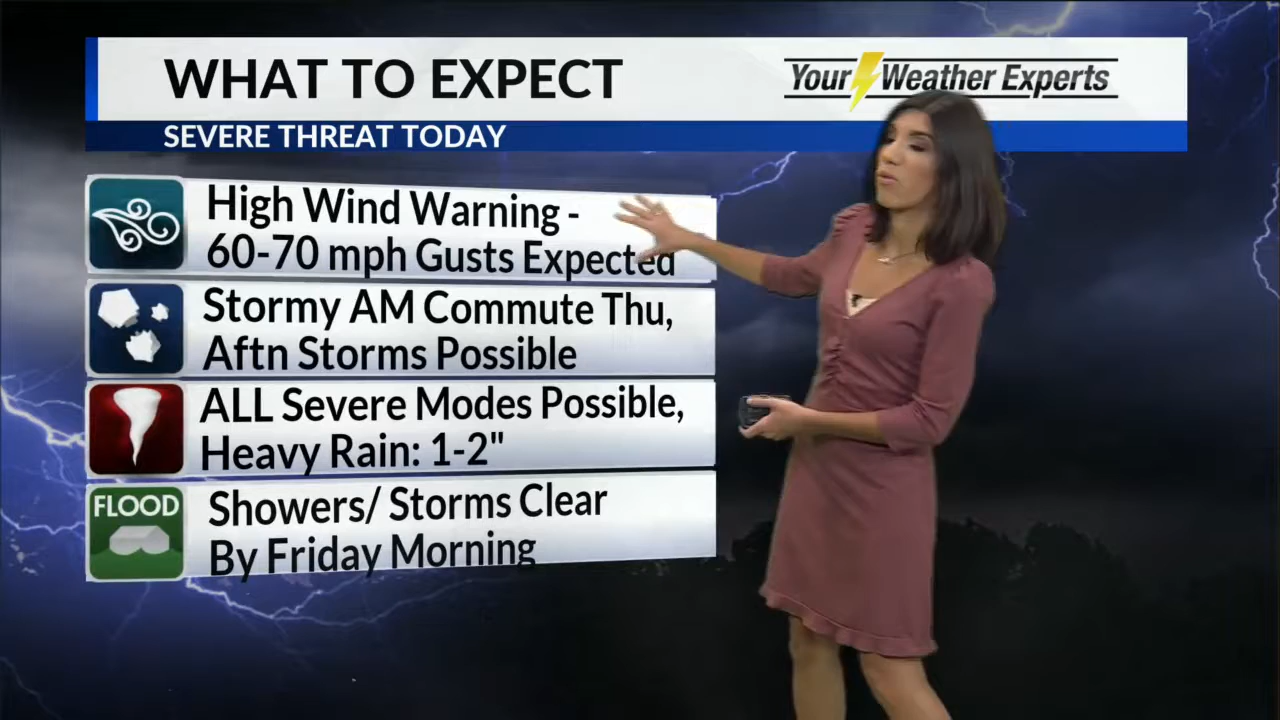 WHAT TO EXPECT
Your Weather Experts
SEVERE THREAT TODAY
High Wind Warning -
60-70 mph Gusts Expected
Stormy AM Commute Thu,
Aftn Storms Possible
ALL Severe Modes Possible,
Heavy Rain: 1-2"
FLOOD
Showers/ Storms Clear
By Friday Morning